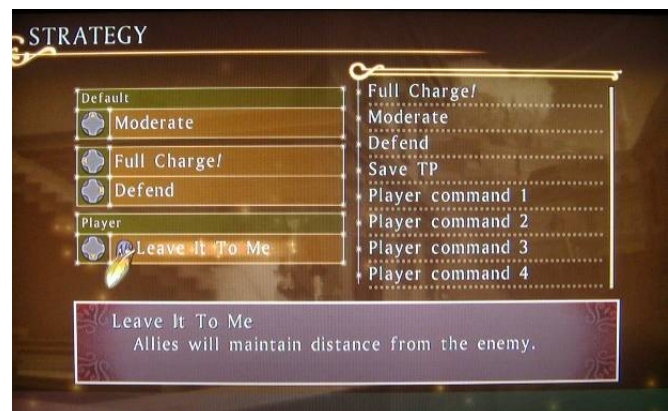 STRATEGY
Default
Moderate
Full Charge!
Defend
Player
Leave It To Me
Full Charge!
Moderate
Defend
Save TP
Player command 1
Player command 2
Player command 3
Player command 4
Leave It To Me
Allies will maintain distance from the enemy.